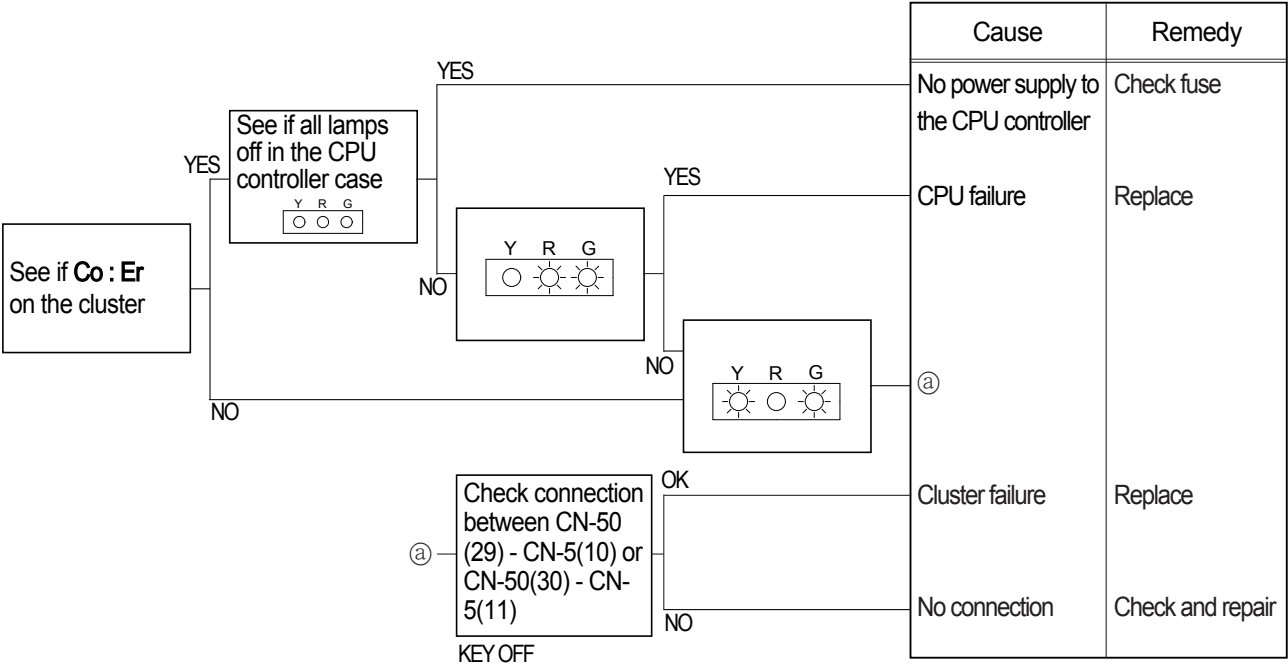 Cause
Remedy
YES
No power supply to
the CPU controller
Check fuse
See if all lamps
off in the CPU
controller case
Y R G
YES
YES
CPU failure
Replace
See if Co : Er
on the cluster
Y R G
NO
NO
Y R G
ⓐ
NO
ⓐ
Check connection
between CN-50
(29) - CN-5(10) or
CN-50(30) - CN-
5(11)
OK
Cluster failure
Replace
NO
No connection
Check and repair
KEY OFF